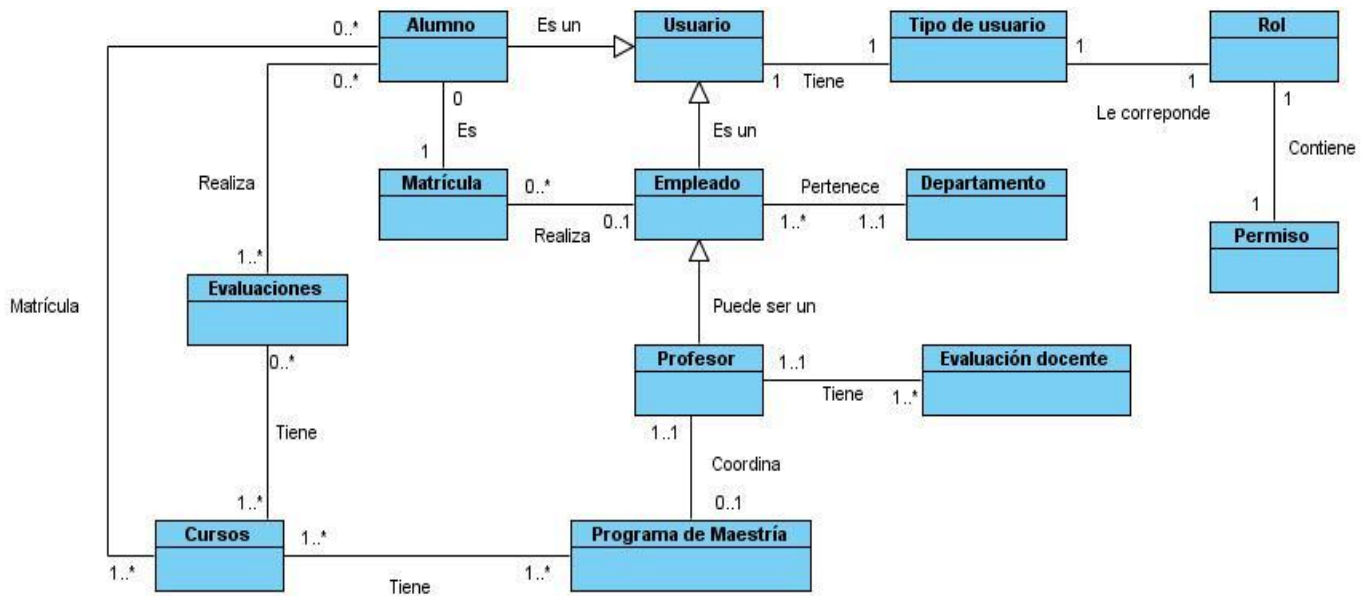 0..*
Alumno
Es un
Usuario
1
Tipo de usuario
1
Rol
0..*
1
Tiene
1
1
0
Le correponde
Es
Es un
Contiene
1
Realiza
Matrícula
0..*
Empleado
Pertenece
Departamento
0..1
1..*
1..1
1
Realiza
Permiso
1..*
Evaluaciones
Matrícula
Puede ser un
0..*
Profesor
1..1
Evaluación docente
Tiene
1..*
Tiene
1..1
Coordina
1..*
0..1
Cursos
1..*
Programa de Maestría
1..*
1..*
Tiene